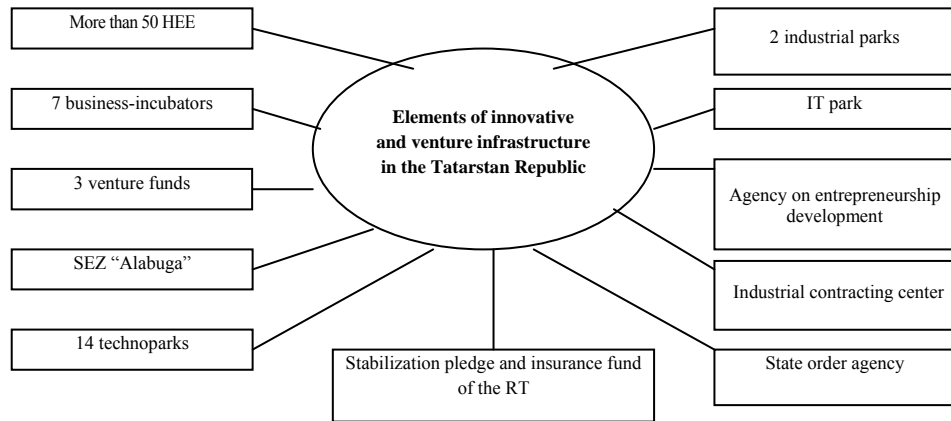 More than 50 HEE
7 business-incubators
3 venture funds
SEZ “Alabuga”
14 technoparks
Elements of innovative
and venture infrastructure
in the Tatarstan Republic
Stabilization pledge and insurance fund
of the RT
2 industrial parks
IT park
Agency on entrepreneurship
development
Industrial contracting center
State order agency